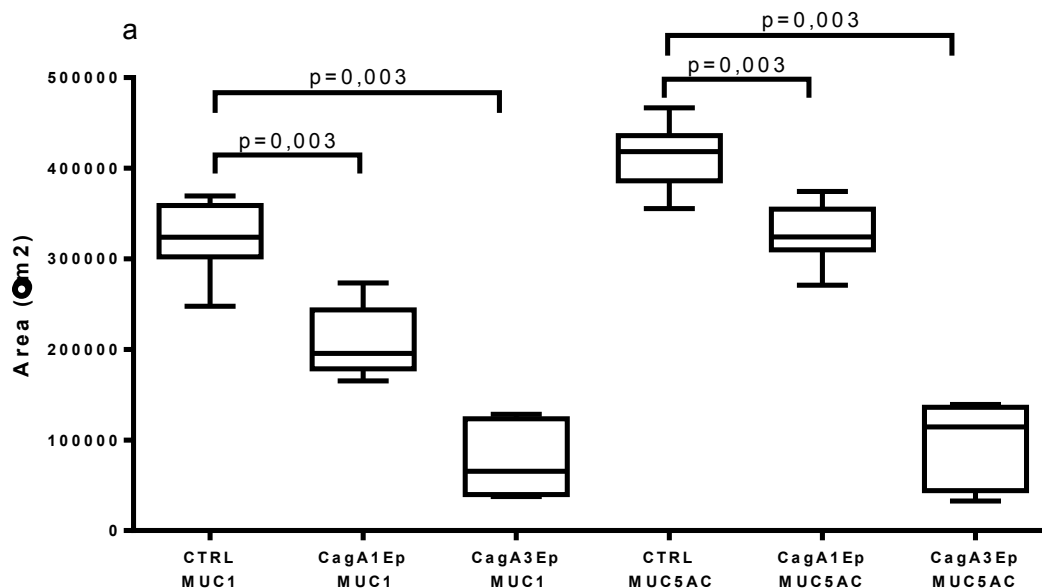 a
p=0,003
p=0,003
p=0,003
p=0,003
500000
400000
300000
200000
100000
0
Area (m2)
CTRL MUC1
CagA1Ep MUC1
CagA3Ep MUC1
CTRL MUC5AC
CagA1Ep MUC5AC
CagA3Ep MUC5AC